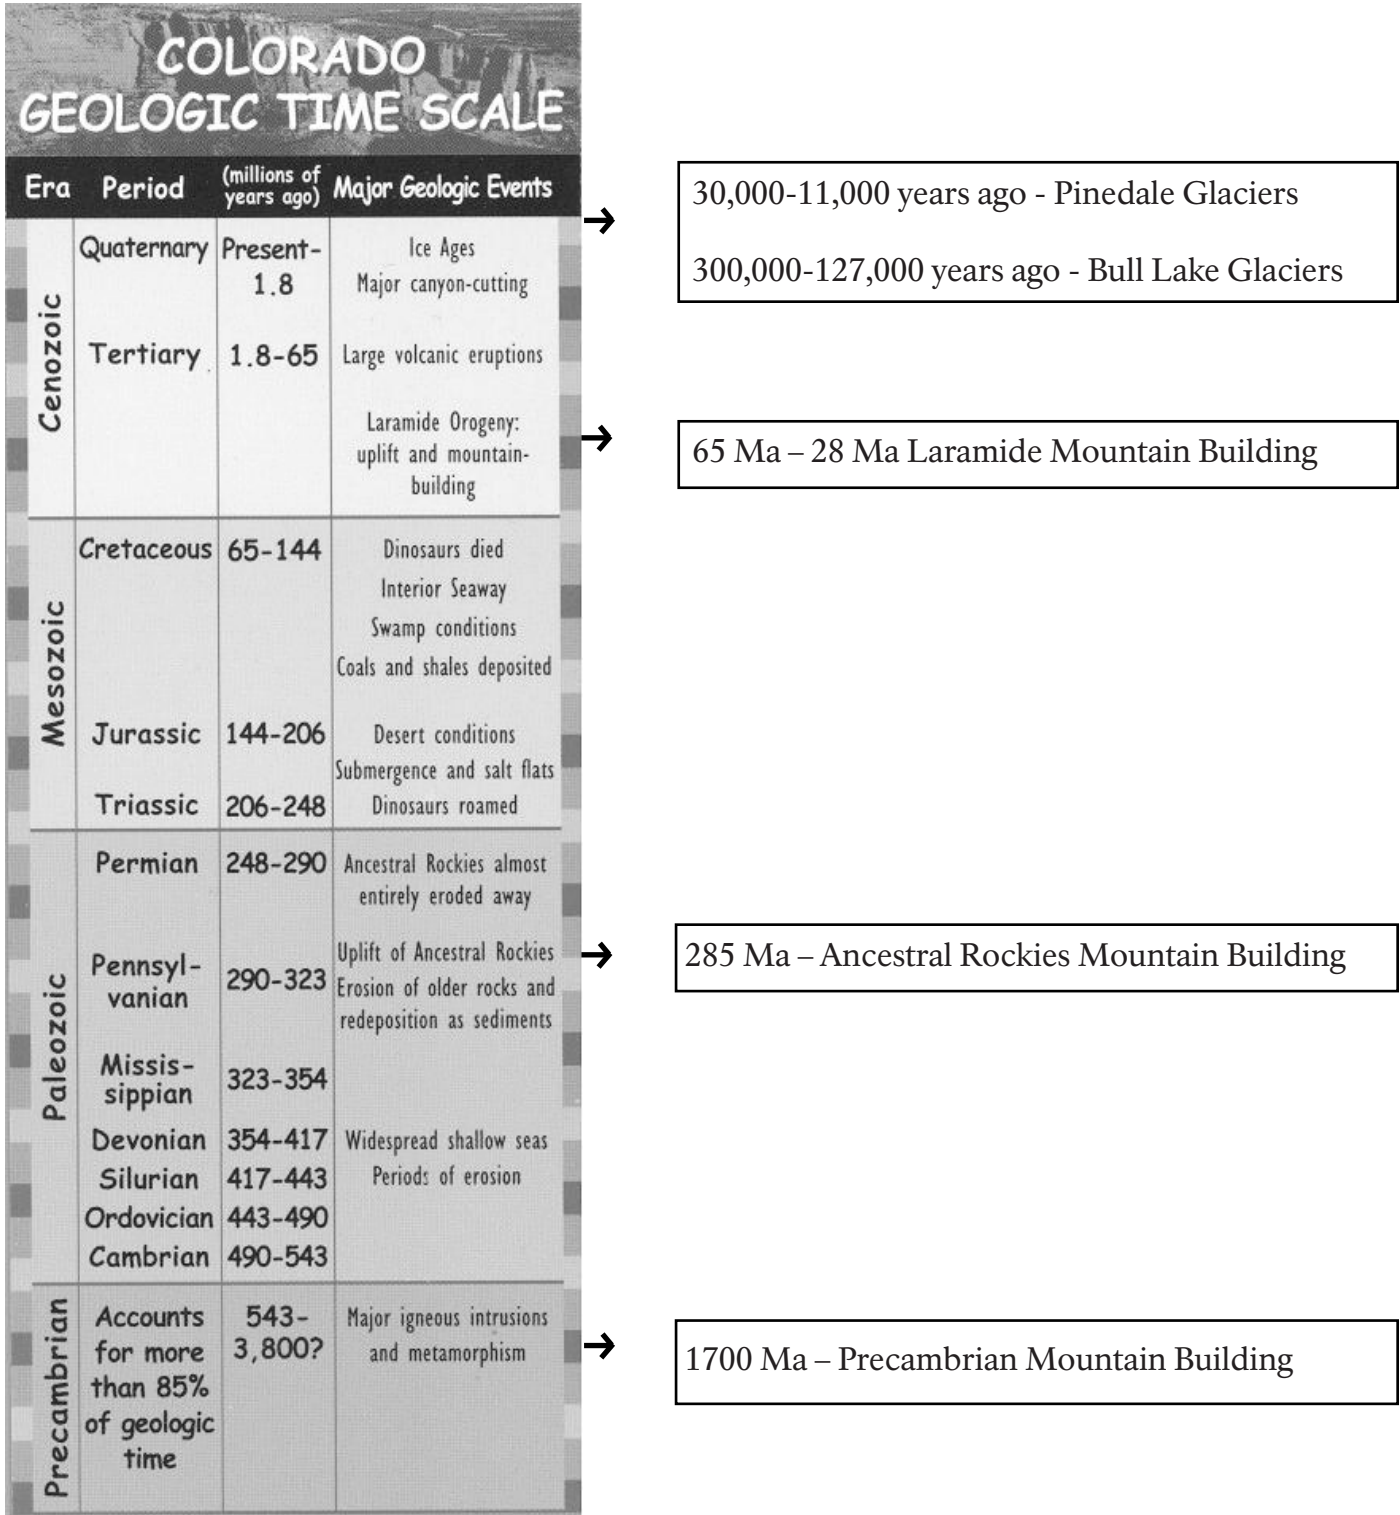 COLORADO
GEOLOGIC TIME SCALE
Era Period (millions of years ago) Major Geologic Events
Cenozoic
Quaternary Present-
1.8
Ice Ages
Major canyon-cutting
Tertiary 1.8-65 Large volcanic eruptions
Laramide Orogeny:
uplift and mountain-
building
Mesozoic
Cretaceous 65-144 Dinosaurs died
Interior Seaway
Swamp conditions
Coals and shales deposited
Jurassic 144-206 Desert conditions
Submergence and salt flats
Triassic 206-248 Dinosaurs roamed
Paleozoic
Permian 248-290 Ancestral Rockies almost
entirely eroded away
Pennsyl-
vanian
290-323
Uplift of Ancestral Rockies
Erosion of older rocks and
redeposition as sediments
Missis-
sippian
323-354
Devonian 354-417 Widespread shallow seas
Silurian 417-443 Periods of erosion
Ordovician 443-490
Cambrian 490-543
Precambrian
Accounts
for more
than 85%
of geologic
time
543-
3,800?
Major igneous intrusions
and metamorphism
30,000-11,000 years ago - Pinedale Glaciers
300,000-127,000 years ago - Bull Lake Glaciers
65 Ma – 28 Ma Laramide Mountain Building
285 Ma – Ancestral Rockies Mountain Building
1700 Ma – Precambrian Mountain Building